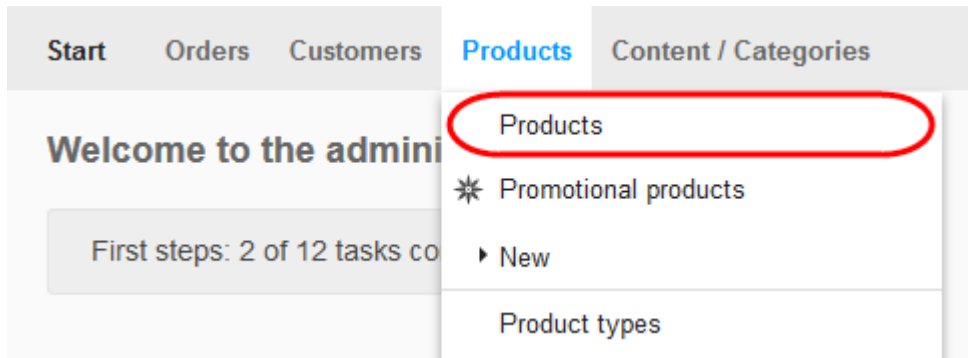 Start Orders Customers Products Content / Categories
Products
Welcome to the admini
Promotional products
First steps: 2 of 12 tasks co
New
Product types